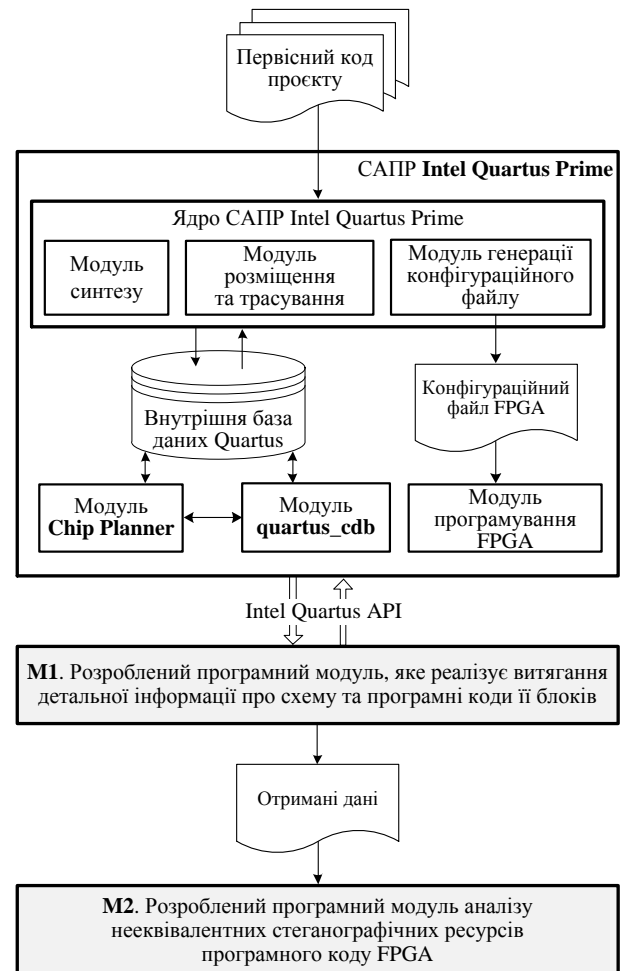 Первісний код
проєкту
САПР Intel Quartus Prime
Ядро САПР Intel Quartus Prime
Модуль
синтезу
Модуль
розміщення
та трасування
Модуль генерації
конфігураційного
файлу
Внутрішня база
даних Quartus
Конфігураційний
файл FPGA
Модуль
Chip Planner
Модуль
quartus_cdb
Модуль
програмування
FPGA
Intel Quartus API
М1. Розроблений програмний модуль, яке реалізує витягання
детальної інформації про схему та програмні коди її блоків
Отримані дані
М2. Розроблений програмний модуль аналізу
нееквівалентних стеганографічних ресурсів
програмного коду FPGA